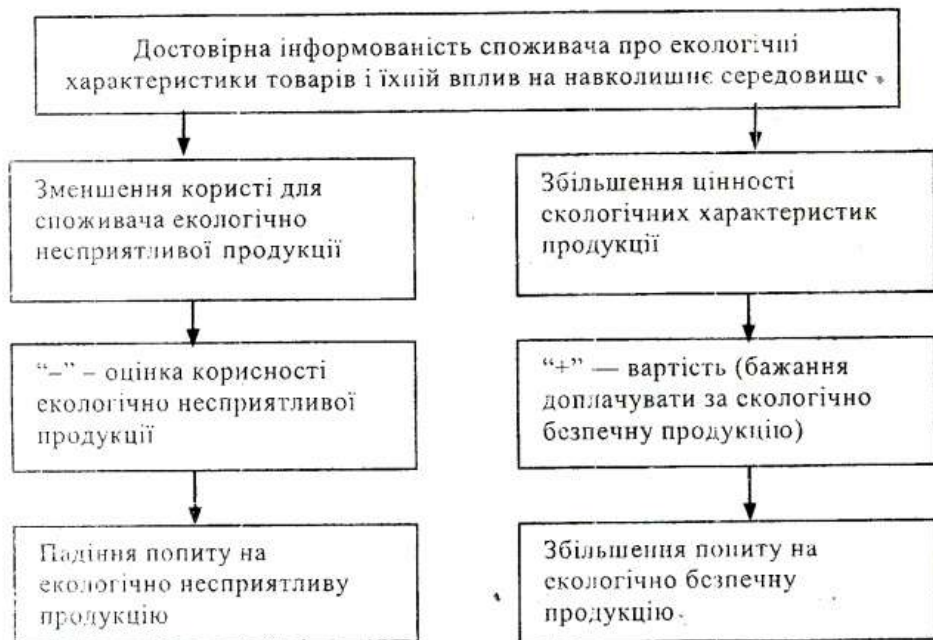 Достовірна інформованість споживача про екологічні
характеристики товарів і їхній вплив на навколишнє середовище
Зменшення користі для
споживача екологічно
несприятливої продукції
“–” – оцінка корисності
екологічно несприятливої
продукції
Падіння попиту на
екологічно несприятливу
продукцію
Збільшення цінності
екологічних характеристик
продукції
“+” — вартість (бажання
доплачувати за екологічно
безпечну продукцію)
Збільшення попиту на
екологічно безпечну
продукцію